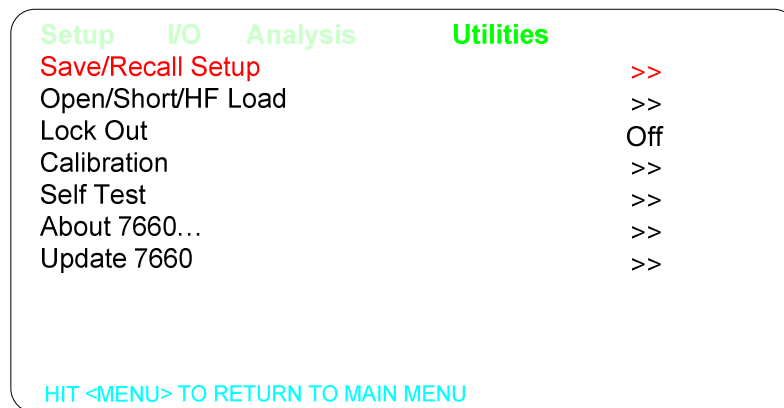 Setup I/O Analysis Utilities
Save/Recall Setup >>
Open/Short/HF Load >>
Lock Out Off
Calibration >>
Self Test >>
About 7660… >>
Update 7660 >>
HIT <MENU> TO RETURN TO MAIN MENU